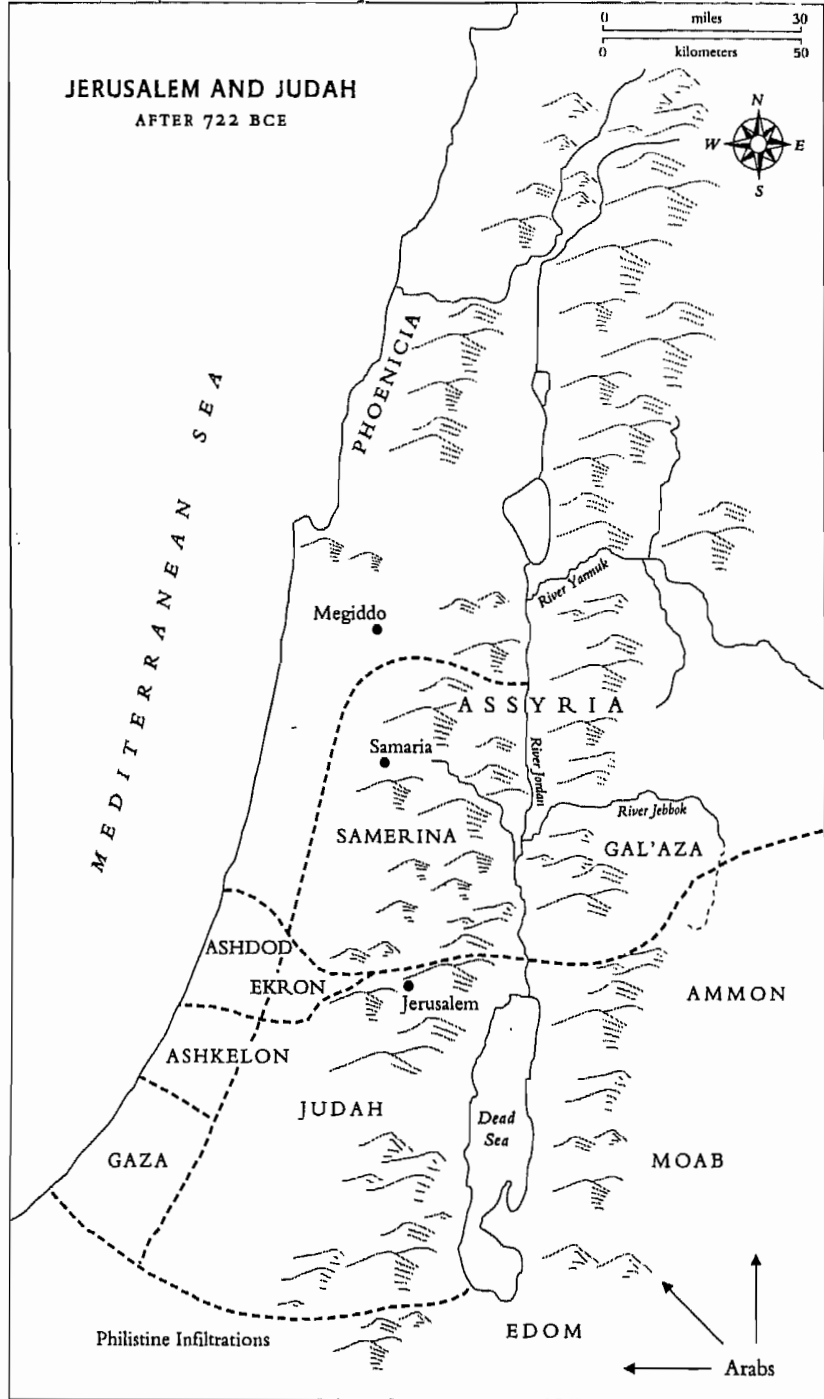 0 miles 30
0 kilometers 50
JERUSALEM AND JUDAH
AFTER 722 BCE
N
W E
S
PHOENICIA
MEDITERRANEAN SEA
River Yarmuk
Megiddo
ASSYRIA
Samaria
River Jordan
River Jebbok
SAMERINA
GAL'AZA
ASHDOD
EKRON
Jerusalem
AMMON
ASHKELON
JUDAH
Dead
Sea
GAZA
MOAB
Philistine Infiltrations
EDOM
Arabs